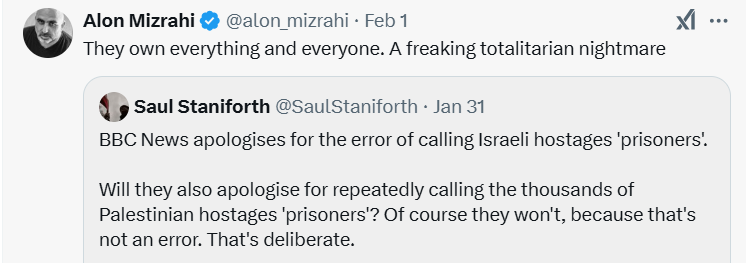 Alon Mizrahi @alon_mizrahi · Feb 1
They own everything and everyone. A freaking totalitarian nightmare
Saul Staniforth @SaulStaniforth · Jan 31
BBC News apologises for the error of calling Israeli hostages 'prisoners'.
Will they also apologise for repeatedly calling the thousands of
Palestinian hostages 'prisoners'? Of course they won't, because that's
not an error. That's deliberate.